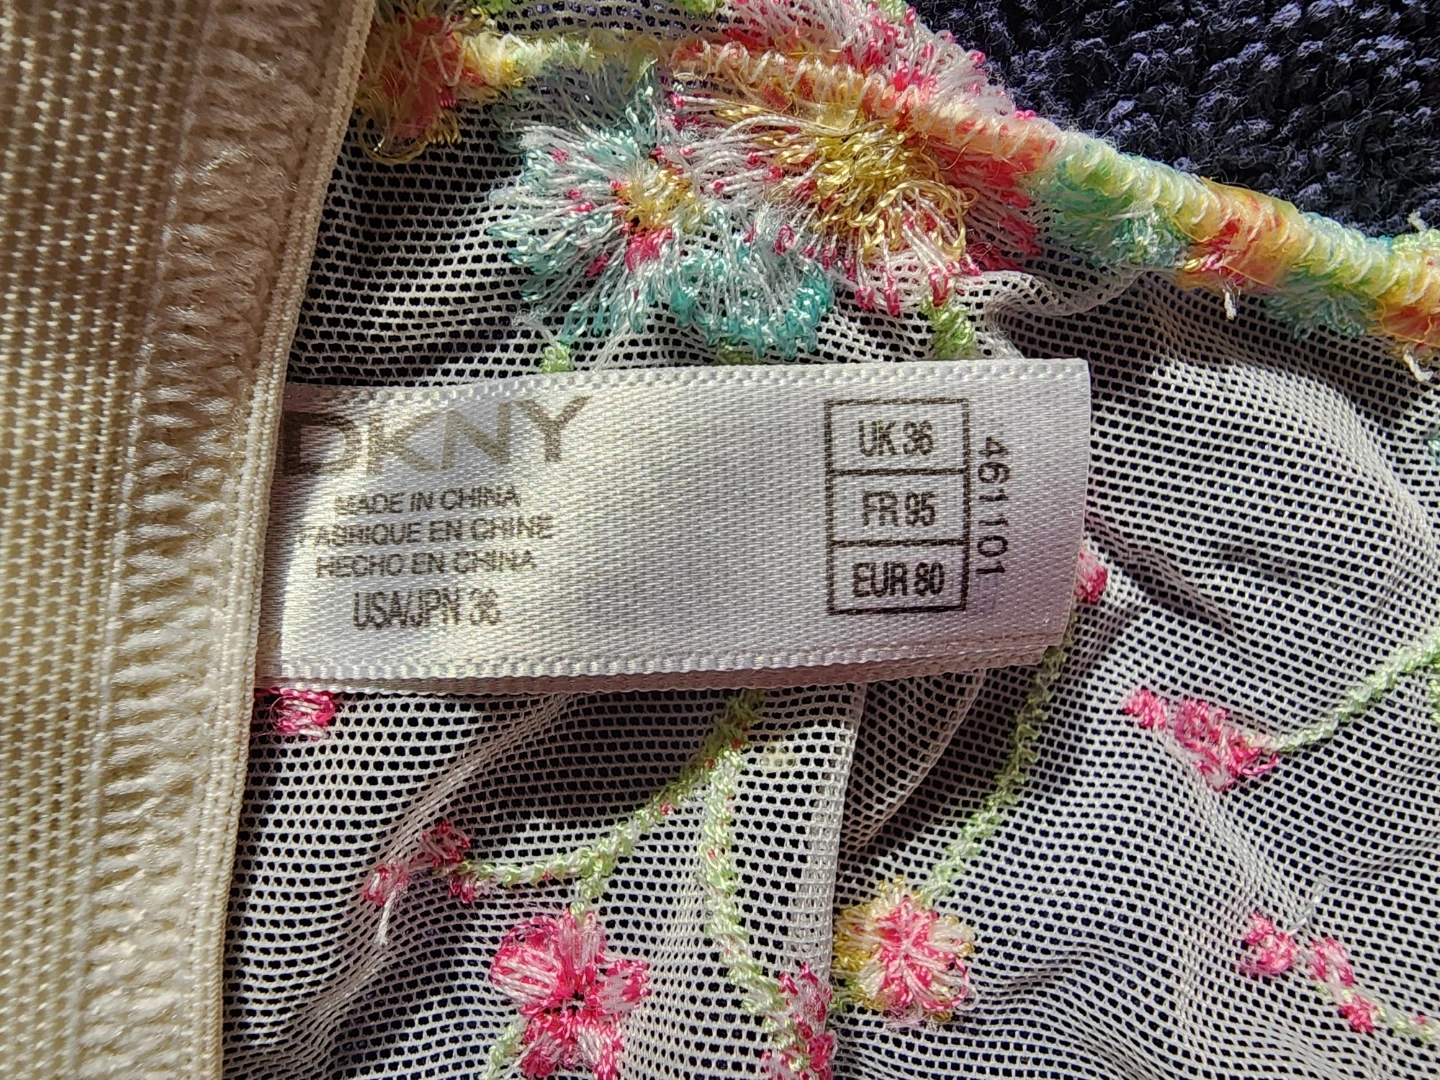 DKNY
MADE IN CHINA
FABRIQUE EN CHINE
HECHO EN CHINA
USA/JPN 36
UK 36
FR 95
EUR 80
461101